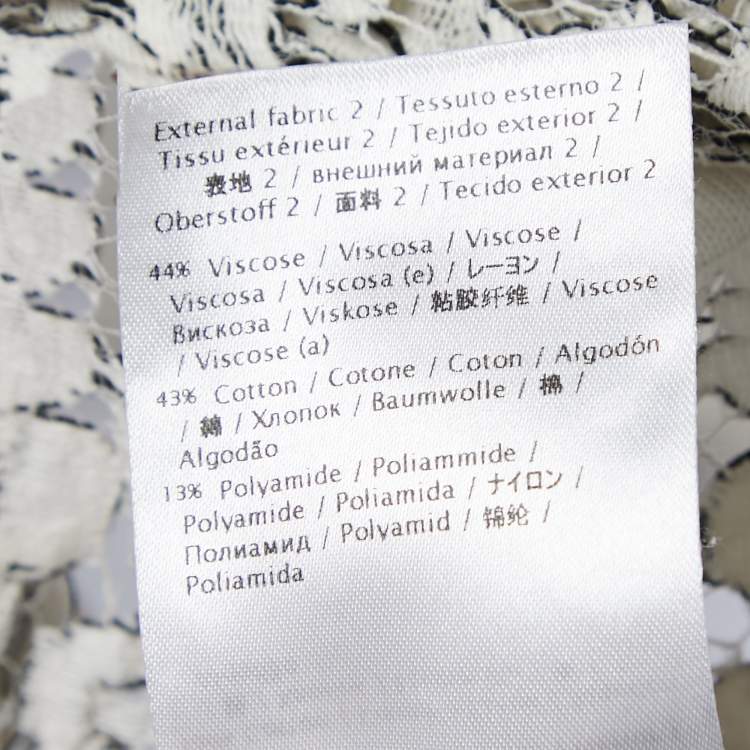 External fabric 2 / Tessuto esterno 2 /
Tissu extérieur 2 / Tejido exterior 2 /
表地 2 / внешний материал 2 /
Oberstoff 2 / 面料 2 / Tecido exterior 2
44% Viscose / Viscosa / Viscose /
Viscosa / Viscosa (e) / レーヨン /
Вискоза / Viskose / 粘胶纤维 / Viscose
/ Viscose (a)
43% Cotton / Cotone / Coton / Algodón
/ 綿 / Хлопок / Baumwolle / 棉 /
Algodão
13% Polyamide / Poliammide /
Polyamide / Poliamida / ナイロン /
Полиамид / Polyamid / 锦纶 /
Poliamida